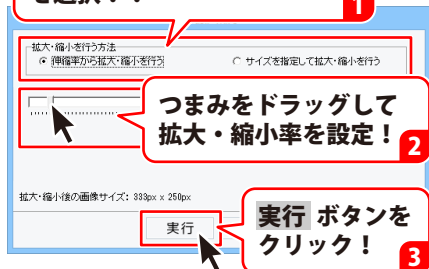 を選択！！
1
拡大・縮小を行う方法
伸縮率から拡大・縮小を行う
サイズを指定して拡大・縮小を行う
つまみをドラッグして
拡大・縮小率を設定！
2
拡大・縮小後の画像サイズ: 333px x 250px
実行
実行 ボタンを
クリック！
3